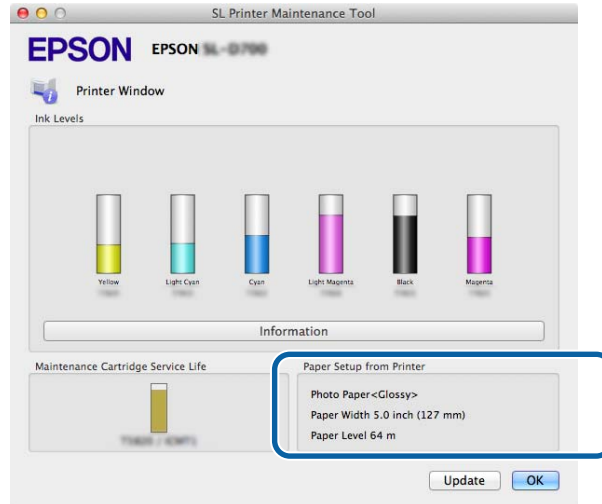 SL Printer Maintenance Tool
EPSON
EPSON
Printer Window
Ink Levels
Yellow
Light Cyan
Cyan
Light Magenta
Black
Magenta
Information
Maintenance Cartridge Service Life
Paper Setup from Printer
Photo Paper<Glossy>
Paper Width 5.0 inch (127 mm)
Paper Level 64 m
Update
OK